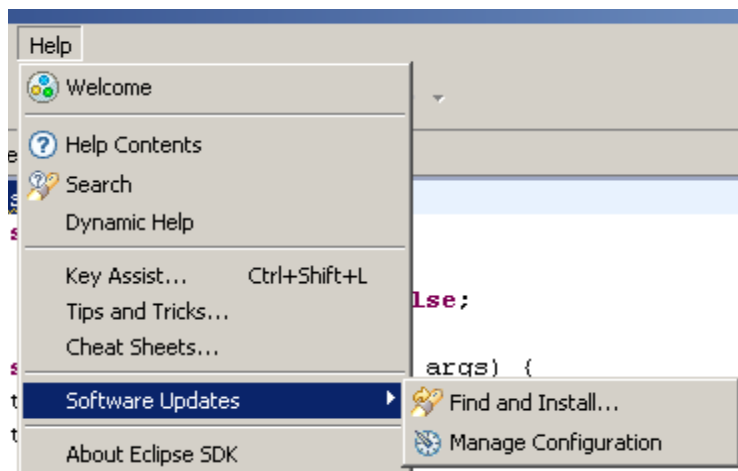 Help
Welcome
Help Contents
Search
Dynamic Help
Key Assist... Ctrl+Shift+L
lse;
Tips and Tricks...
Cheat Sheets...
args) {
Software Updates
Find and Install...
Manage Configuration
About Eclipse SDK